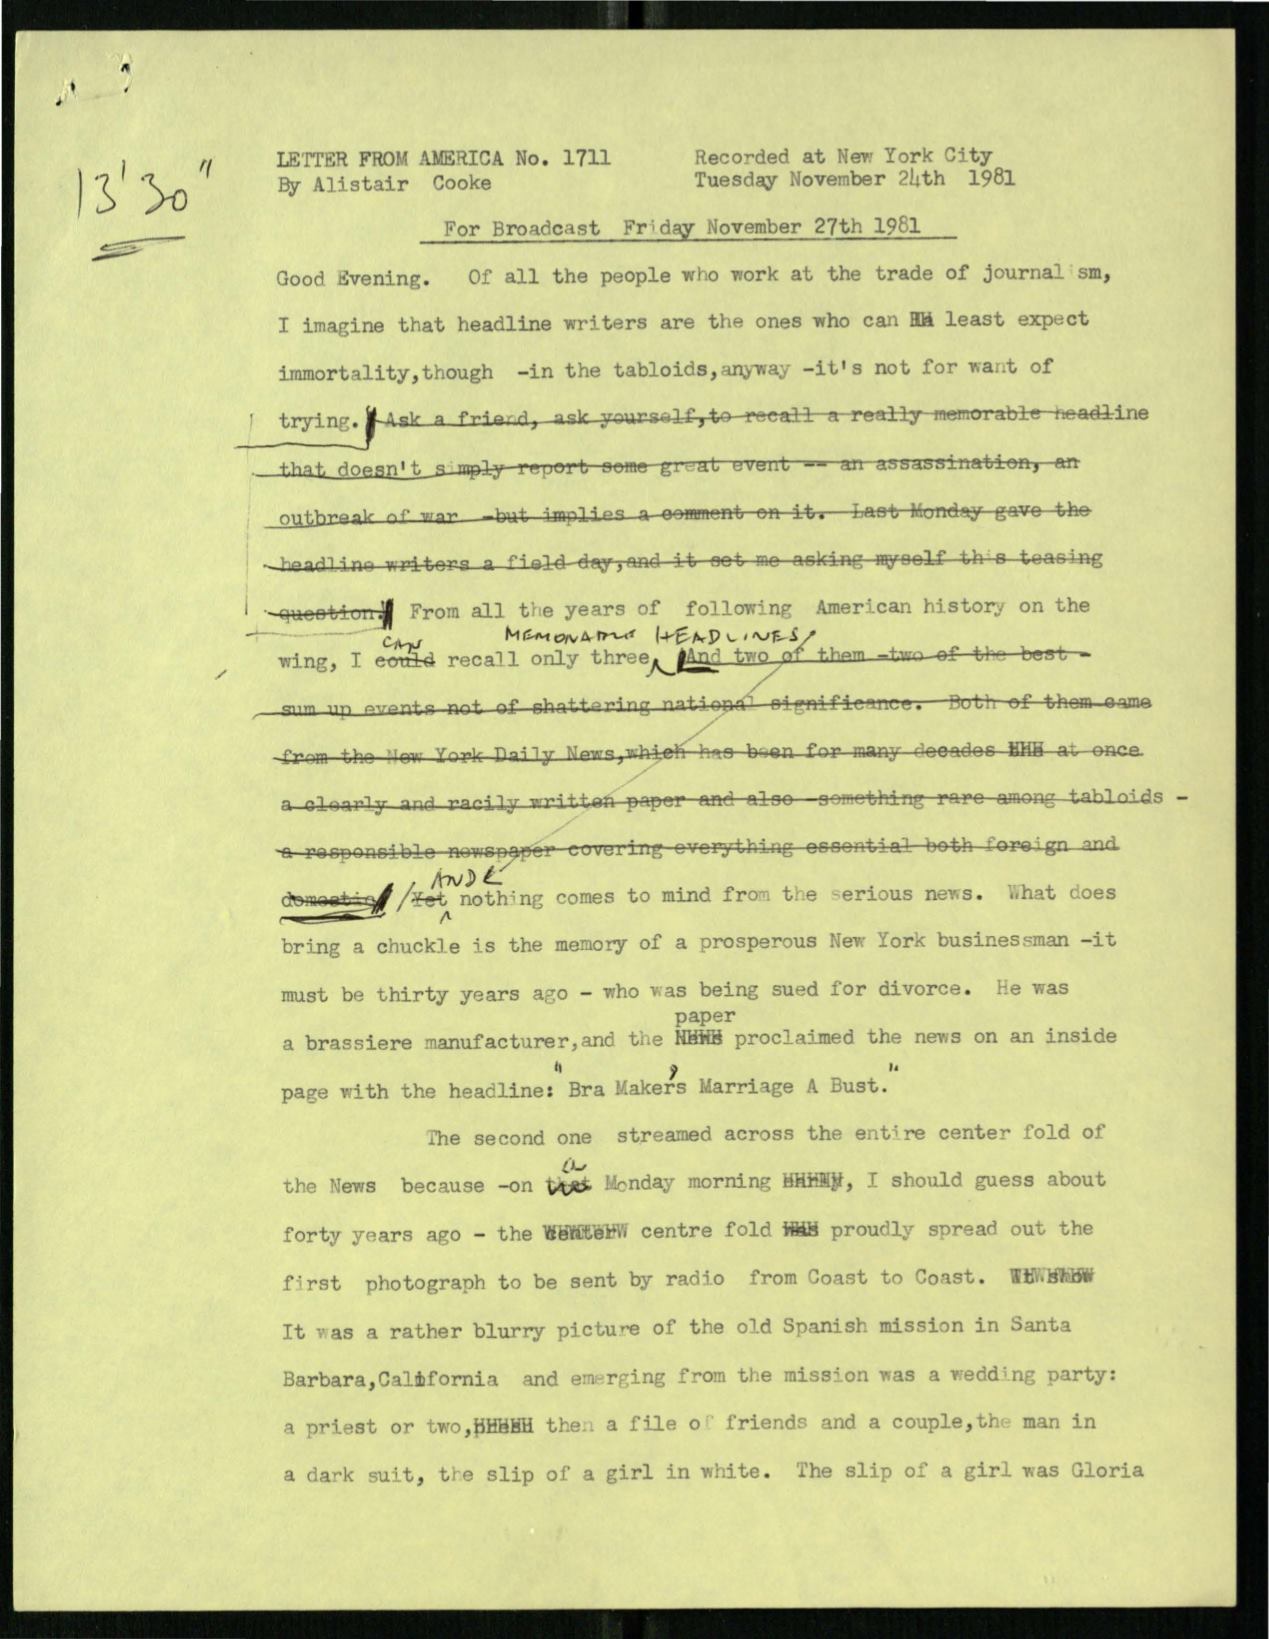 13'30"
LETTER FROM AMERICA No. 1711 Recorded at New York City
By Alistair Cooke Tuesday November 24th 1981
For Broadcast Friday November 27th 1981
Good Evening. Of all the people who work at the trade of journal sm,
I imagine that headline writers are the ones who can least expect
immortality,though -in the tabloids,anyway -it's not for want of
trying. Ask a friend, ask yourself,to recall a really memorable headline
that doesn't simply report some great event -- an assassination, an
outbreak of war -but implies a comment on it. Last Monday gave the
headline writers a field day,and it set me asking myself this teasing
question. From all the years of following American history on the
CAN MEMORABLE HEADLINES
wing, I could recall only three And two of them -two of the best -
sum up events not of shattering national significance. Both of them came
from the New York Daily News,which has been for many decades at once
a clearly and racily written paper and also -something rare among tabloids -
a responsible newspaper covering everything essential both foreign and
AND
domestic /Yet nothing comes to mind from the serious news. What does
bring a chuckle is the memory of a prosperous New York businessman -it
must be thirty years ago - who was being sued for divorce. He was
paper
a brassiere manufacturer,and the News proclaimed the news on an inside
page with the headline: "Bra Maker's Marriage A Bust."
The second one streamed across the entire center fold of
a
the News because -on that Monday morning , I should guess about
forty years ago - the center centre fold was proudly spread out the
first photograph to be sent by radio from Coast to Coast. It show
It was a rather blurry picture of the old Spanish mission in Santa
Barbara,California and emerging from the mission was a wedding party:
a priest or two, then a file of friends and a couple,the man in
a dark suit, the slip of a girl in white. The slip of a girl was Gloria